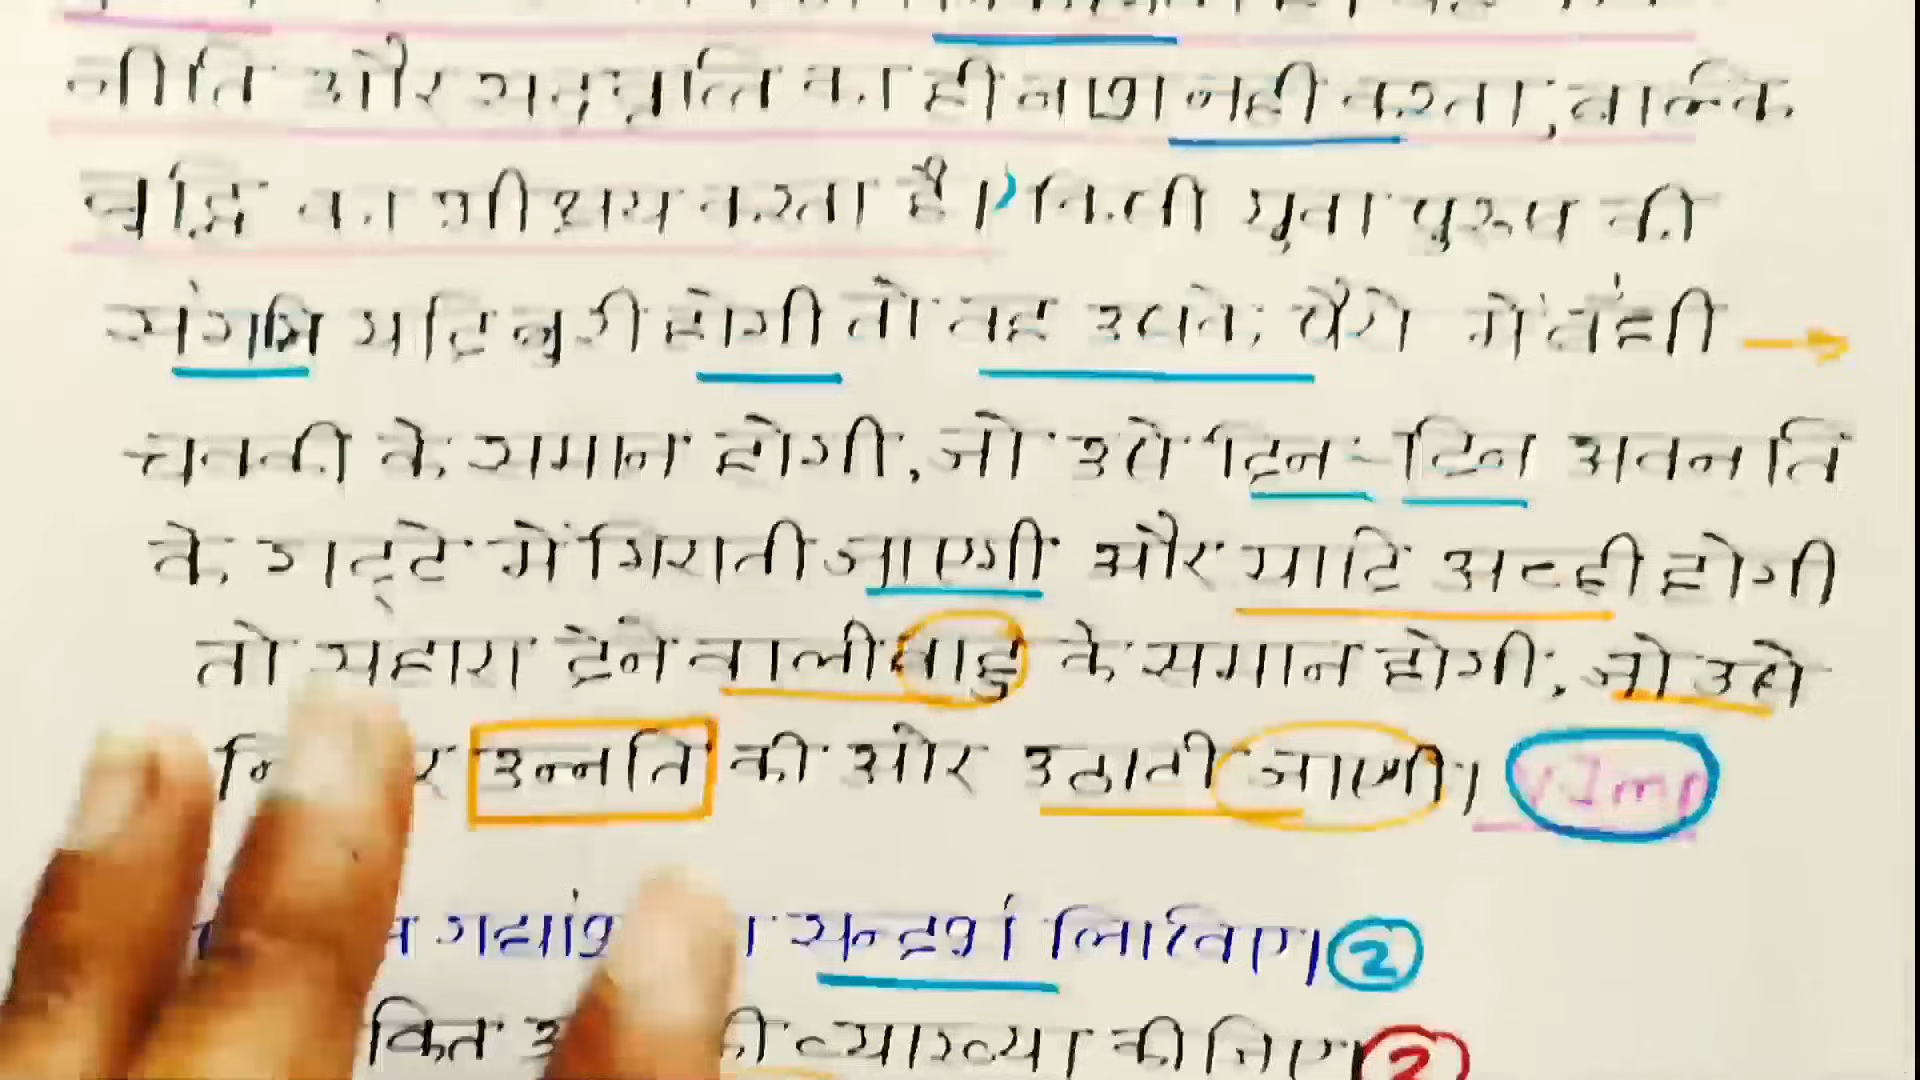 नीति और सद्वृत्ति का ही नाश नहीं करता, बल्कि
बुद्धि का भी क्षय करता है। किसी युवा पुरुष की
संगति यदि बुरी होगी तो वह उसके पैरों में बंधी
चक्की के समान होगी, जो उसे दिन-दिन अवनति
के गड्ढे में गिराती जाएगी और यदि अच्छी होगी
तो सहारा देने वाली बाहु के समान होगी, जो उसे
उन्नति की ओर उठाती जाएगी। V Imp
गद्यांश सन्दर्भ लिखिए। 2
की व्याख्या कीजिए। 2